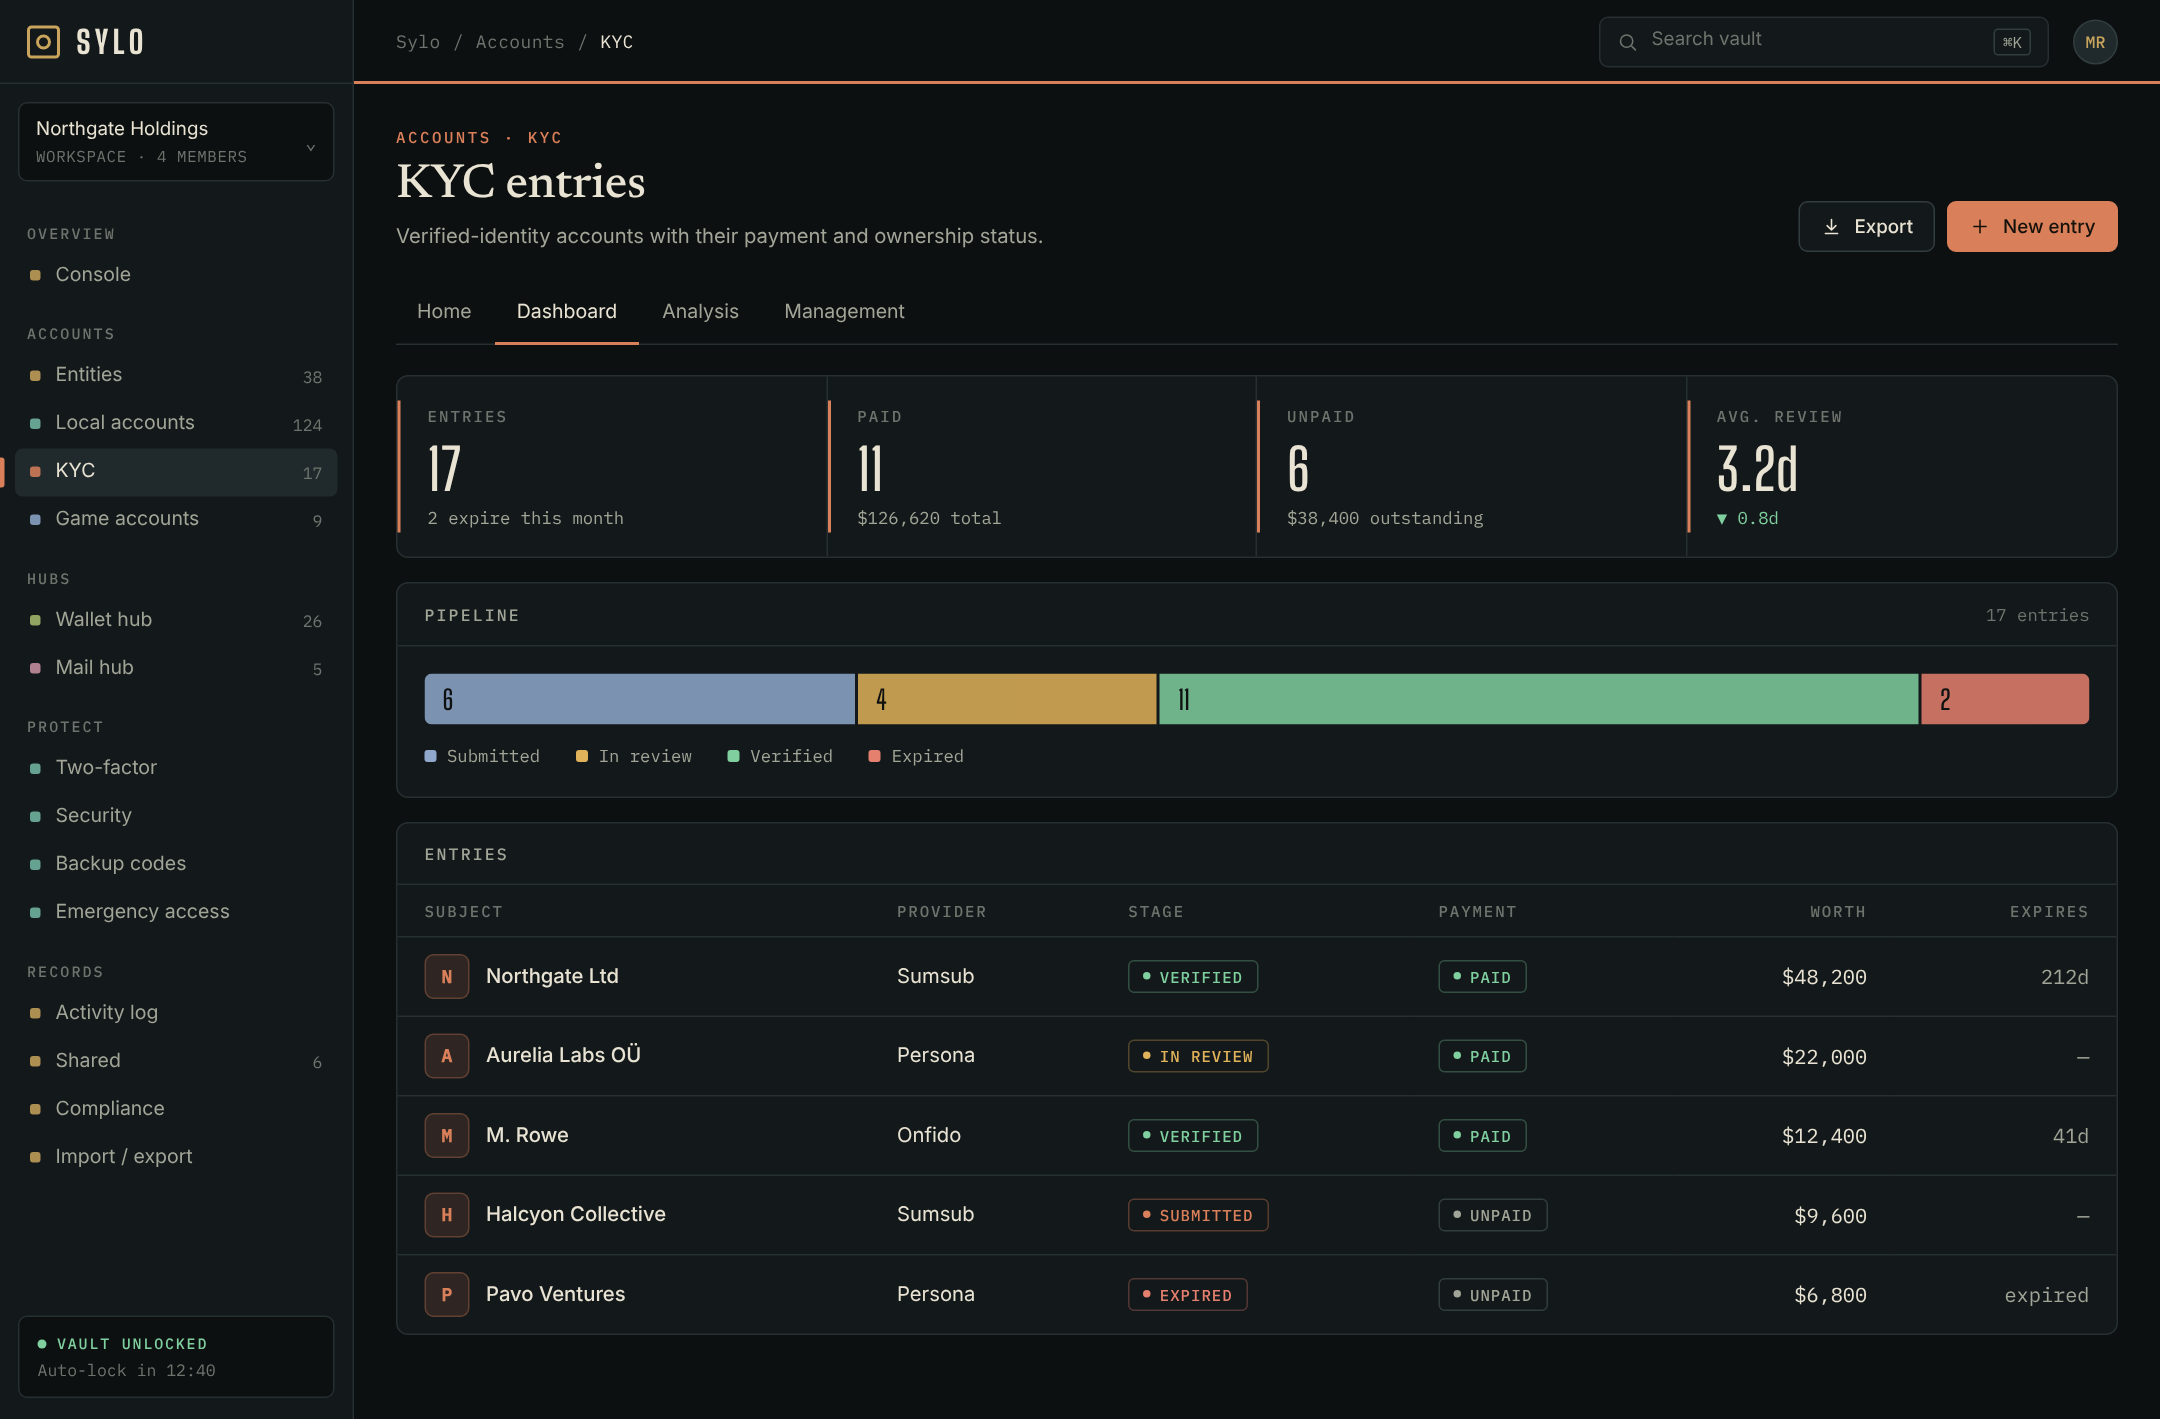 SYLO
Sylo / Accounts / KYC
Search vault
⌘K
MR
Northgate Holdings
WORKSPACE · 4 MEMBERS
OVERVIEW
Console
ACCOUNTS
Entities 38
Local accounts 124
KYC 17
Game accounts 9
HUBS
Wallet hub 26
Mail hub 5
PROTECT
Two-factor
Security
Backup codes
Emergency access
RECORDS
Activity log
Shared 6
Compliance
Import / export
VAULT UNLOCKED
Auto-lock in 12:40
ACCOUNTS · KYC
KYC entries
Verified-identity accounts with their payment and ownership status.
Export
New entry
Home Dashboard Analysis Management
ENTRIES
17
2 expire this month
PAID
11
$126,620 total
UNPAID
6
$38,400 outstanding
AVG. REVIEW
3.2d
▼ 0.8d
PIPELINE 17 entries
6 4 11 2
Submitted In review Verified Expired
ENTRIES
SUBJECT PROVIDER STAGE PAYMENT WORTH EXPIRES
N Northgate Ltd Sumsub VERIFIED PAID $48,200 212d
A Aurelia Labs OÜ Persona IN REVIEW PAID $22,000 —
M M. Rowe Onfido VERIFIED PAID $12,400 41d
H Halcyon Collective Sumsub SUBMITTED UNPAID $9,600 —
P Pavo Ventures Persona EXPIRED UNPAID $6,800 expired